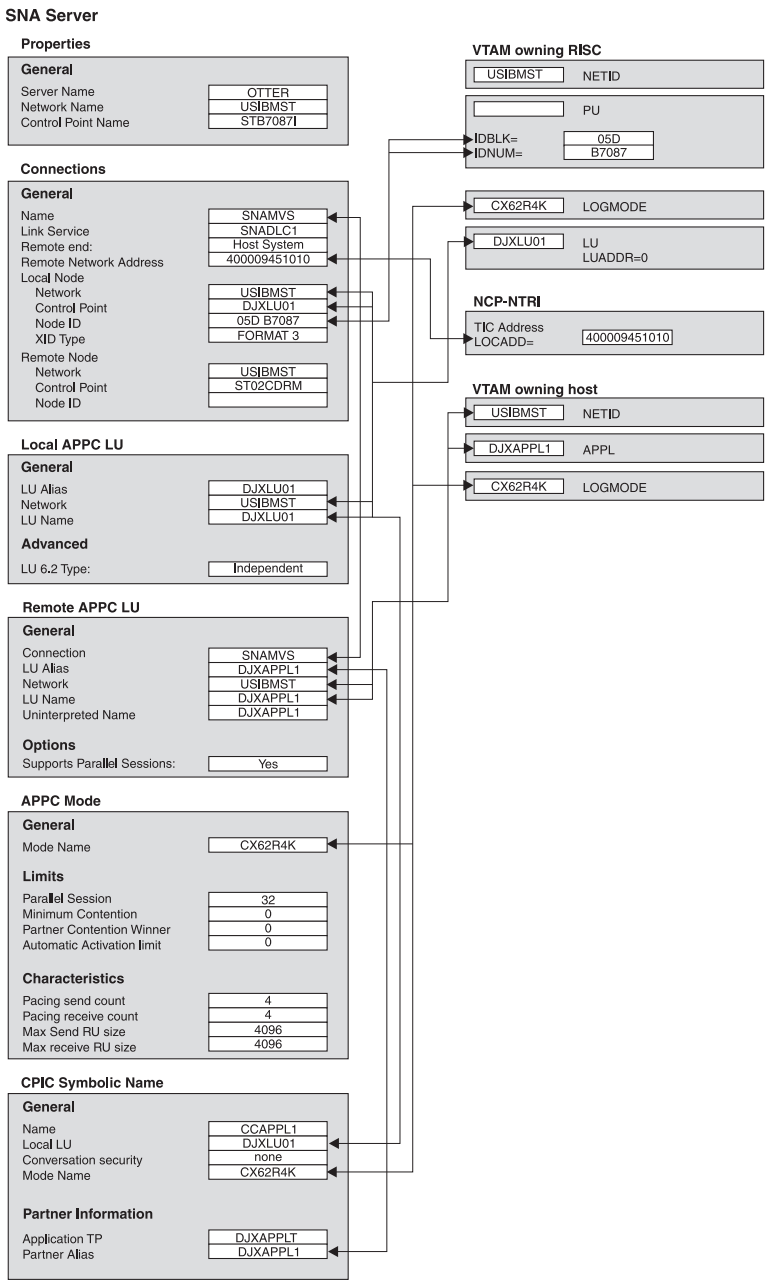 SNA Server
Properties
General
Server Name OTTER
Network Name USIBMST
Control Point Name STB7087I
Connections
General
Name SNAMVS
Link Service SNADLC1
Remote end: Host System
Remote Network Address 400009451010
Local Node
Network USIBMST
Control Point DJXLU01
Node ID 05D B7087
XID Type FORMAT 3
Remote Node
Network USIBMST
Control Point ST02CDRM
Node ID
Local APPC LU
General
LU Alias DJXLU01
Network USIBMST
LU Name DJXLU01
Advanced
LU 6.2 Type: Independent
Remote APPC LU
General
Connection SNAMVS
LU Alias DJXAPPL1
Network USIBMST
LU Name DJXAPPL1
Uninterpreted Name DJXAPPL1
Options
Supports Parallel Sessions: Yes
APPC Mode
General
Mode Name CX62R4K
Limits
Parallel Session 32
Minimum Contention 0
Partner Contention Winner 0
Automatic Activation limit 0
Characteristics
Pacing send count 4
Pacing receive count 4
Max Send RU size 4096
Max receive RU size 4096
CPIC Symbolic Name
General
Name CCAPPL1
Local LU DJXLU01
Conversation security none
Mode Name CX62R4K
Partner Information
Application TP DJXAPPLT
Partner Alias DJXAPPL1
VTAM owning RISC
USIBMST NETID
PU
IDBLK= 05D
IDNUM= B7087
CX62R4K LOGMODE
DJXLU01 LU
LUADDR=0
NCP-NTRI
TIC Address
LOCADD= 400009451010
VTAM owning host
USIBMST NETID
DJXAPPL1 APPL
CX62R4K LOGMODE